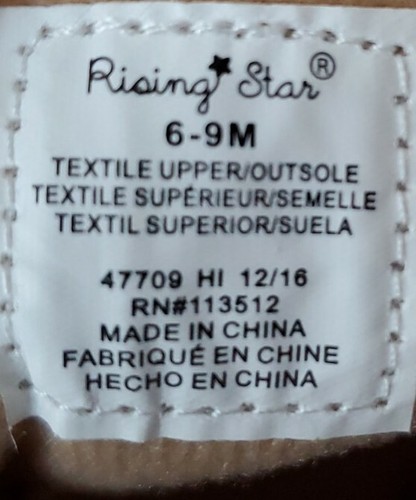 Rising Star®
6-9M
TEXTILE UPPER/OUTSOLE
TEXTILE SUPÉRIEUR/SEMELLE
TEXTIL SUPERIOR/SUELA
47709 HI 12/16
RN#113512
MADE IN CHINA
FABRIQUÉ EN CHINE
HECHO EN CHINA